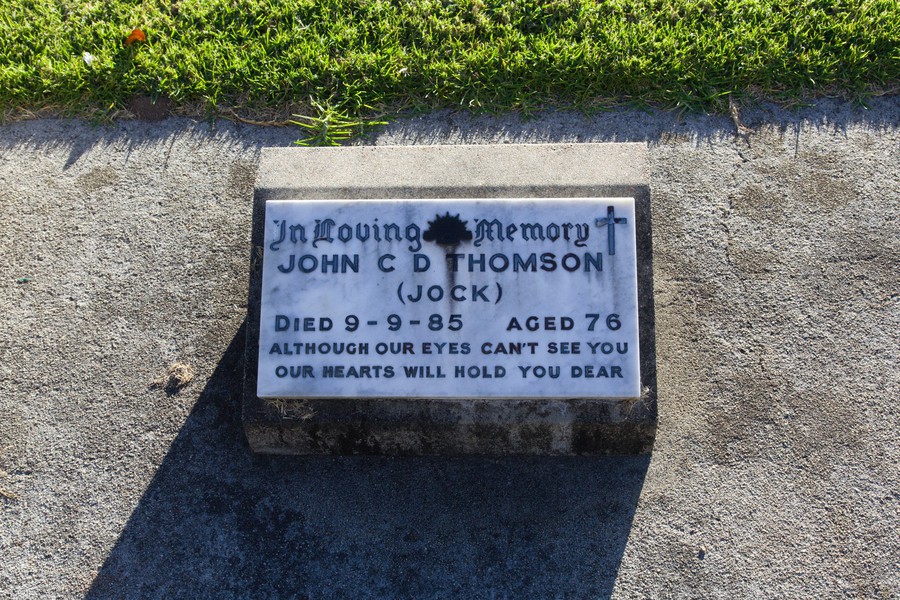 In Loving Memory
JOHN C D THOMSON
(JOCK)
DIED 9-9-85 AGED 76
ALTHOUGH OUR EYES CAN'T SEE YOU
OUR HEARTS WILL HOLD YOU DEAR